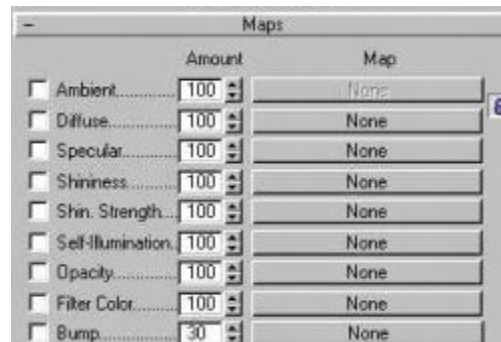 - Maps
Amount Map
Ambient............. 100 None
Diffuse.............. 100 None
Specular............ 100 None
Shininess........... 100 None
Shin. Strength.... 100 None
Self-Illumination. 100 None
Opacity............. 100 None
Filter Color......... 100 None
Bump................ 30 None